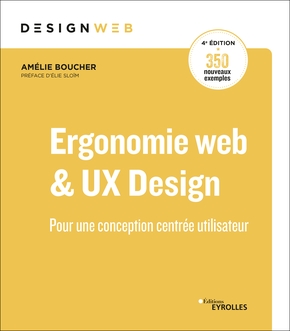 DESIGNWEB
AMÉLIE BOUCHER
PRÉFACE D'ÉLIE SLOÏM
4e ÉDITION
+
350
nouveaux
exemples
Ergonomie web
& UX Design
Pour une conception centrée utilisateur
Éditions
EYROLLES